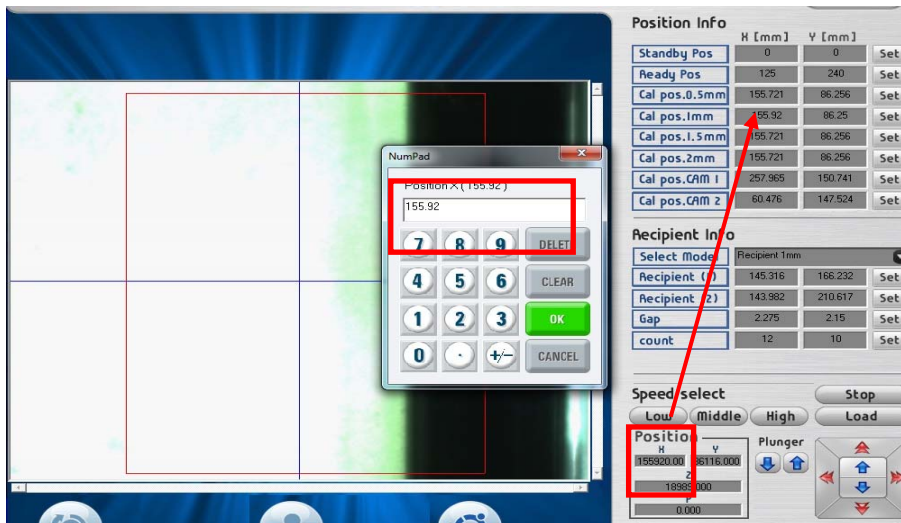 Position Info
X [mm] Y [mm]
Standby Pos 0 0 Set
Ready Pos 125 240 Set
Cal pos.0.5mm 155.721 86.256 Set
Cal pos.1mm 155.92 86.25 Set
Cal pos.1.5mm 155.721 86.256 Set
Cal pos.2mm 155.721 86.256 Set
Cal pos.CAM 1 257.965 150.741 Set
Cal pos.CAM 2 60.476 147.524 Set
NumPad
Position X ( 155.92 )
155.92
7 8 9 DELETE
4 5 6 CLEAR
1 2 3 OK
0 . +/- CANCEL
Recipient Info
Select Model Recipient 1mm
Recipient (1) 145.316 166.232 Set
Recipient (2) 143.982 210.617 Set
Gap 2.275 2.15 Set
count 12 10 Set
Speed select Stop
Low Middle High Load
Position Plunger
X Y
155920.00 86116.000
Z
18989.000
0.000